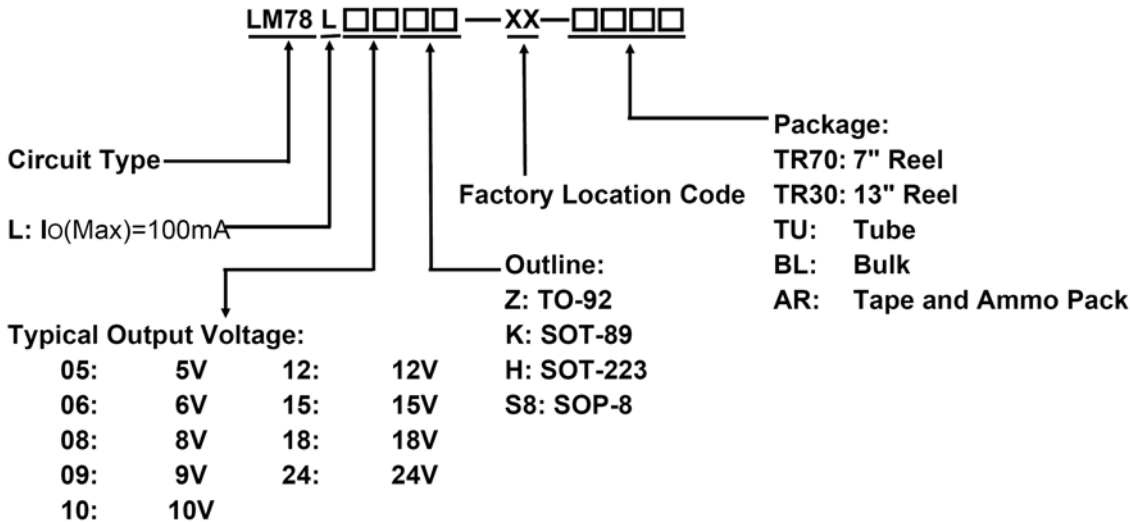 LM78 L□□□□—XX—□□□□
Package:
Circuit Type
TR70: 7" Reel
Factory Location Code
TR30: 13" Reel
L: IO(Max)=100mA
TU: Tube
Outline:
BL: Bulk
Z: TO-92
AR: Tape and Ammo Pack
Typical Output Voltage:
K: SOT-89
05: 5V 12: 12V
H: SOT-223
06: 6V 15: 15V
S8: SOP-8
08: 8V 18: 18V
09: 9V 24: 24V
10: 10V